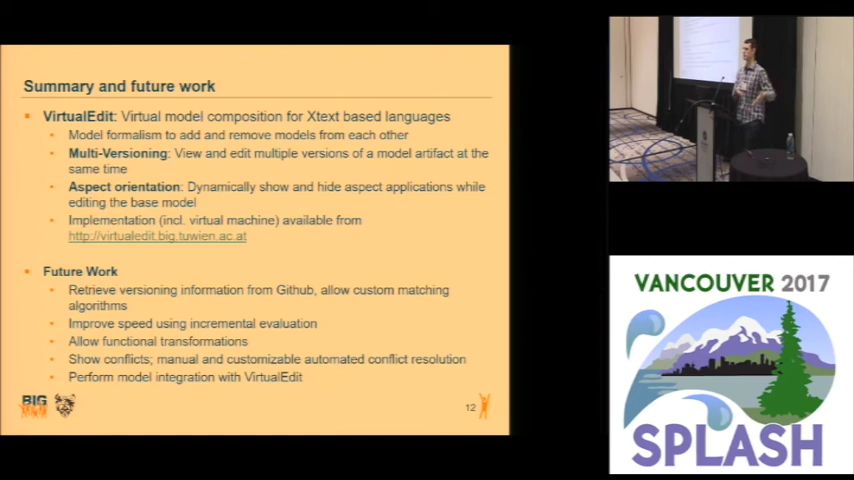 Summary and future work
VirtualEdit: Virtual model composition for Xtext based languages
Model formalism to add and remove models from each other
Multi-Versioning: View and edit multiple versions of a model artifact at the
same time
Aspect orientation: Dynamically show and hide aspect applications while
editing the base model
Implementation (incl. virtual machine) available from
http://virtualedit.big.tuwien.ac.at
Future Work
Retrieve versioning information from Github, allow custom matching
algorithms
Improve speed using incremental evaluation
Allow functional transformations
Show conflicts; manual and customizable automated conflict resolution
Perform model integration with VirtualEdit
BIG
12
VANCOUVER 2017
SPLASH